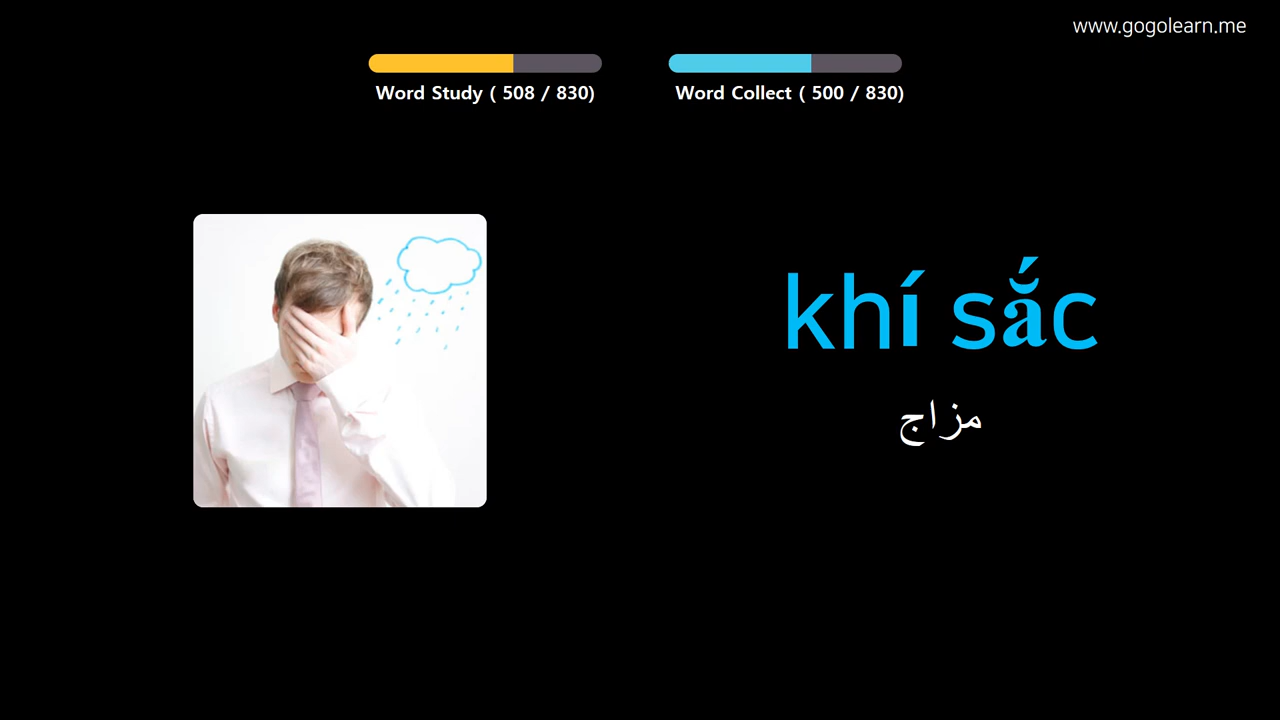 www.gogolearn.me
Word Study ( 508 / 830)
Word Collect ( 500 / 830)
khí sắc
مزاج